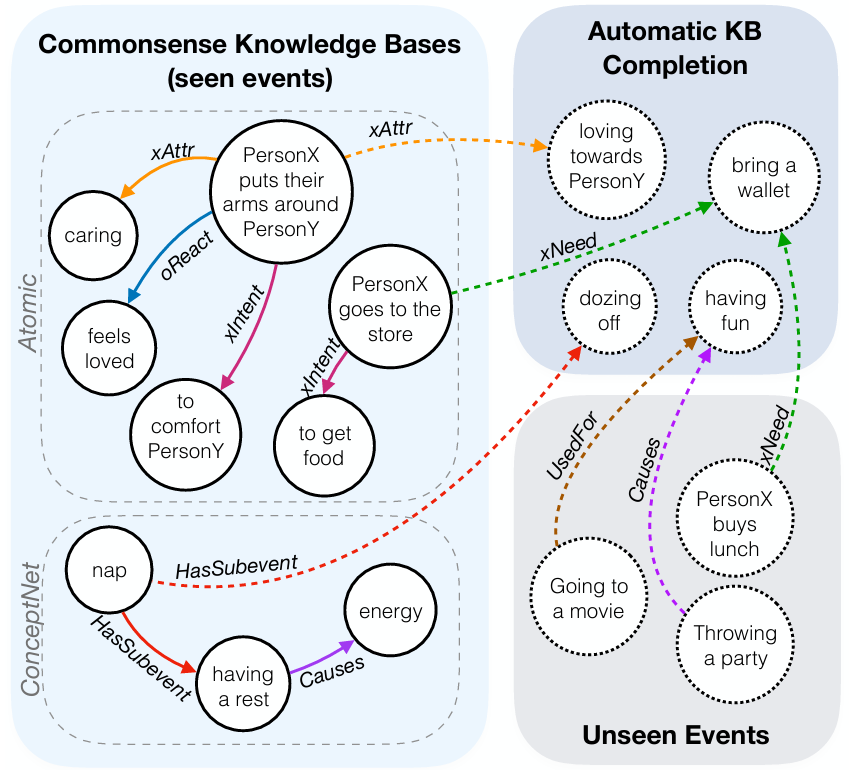 Commonsense Knowledge Bases
(seen events)
Atomic
xAttr
PersonX
puts their
arms around
PersonY
caring
oReact
feels
loved
xIntent
to
comfort
PersonY
PersonX
goes to the
store
xIntent
to get
food
xAttr
xNeed
ConceptNet
nap
HasSubevent
HasSubevent
having
a rest
Causes
energy
Automatic KB
Completion
loving
towards
PersonY
bring a
wallet
dozing
off
having
fun
UsedFor
Causes
xNeed
PersonX
buys
lunch
Going to
a movie
Throwing
a party
Unseen Events